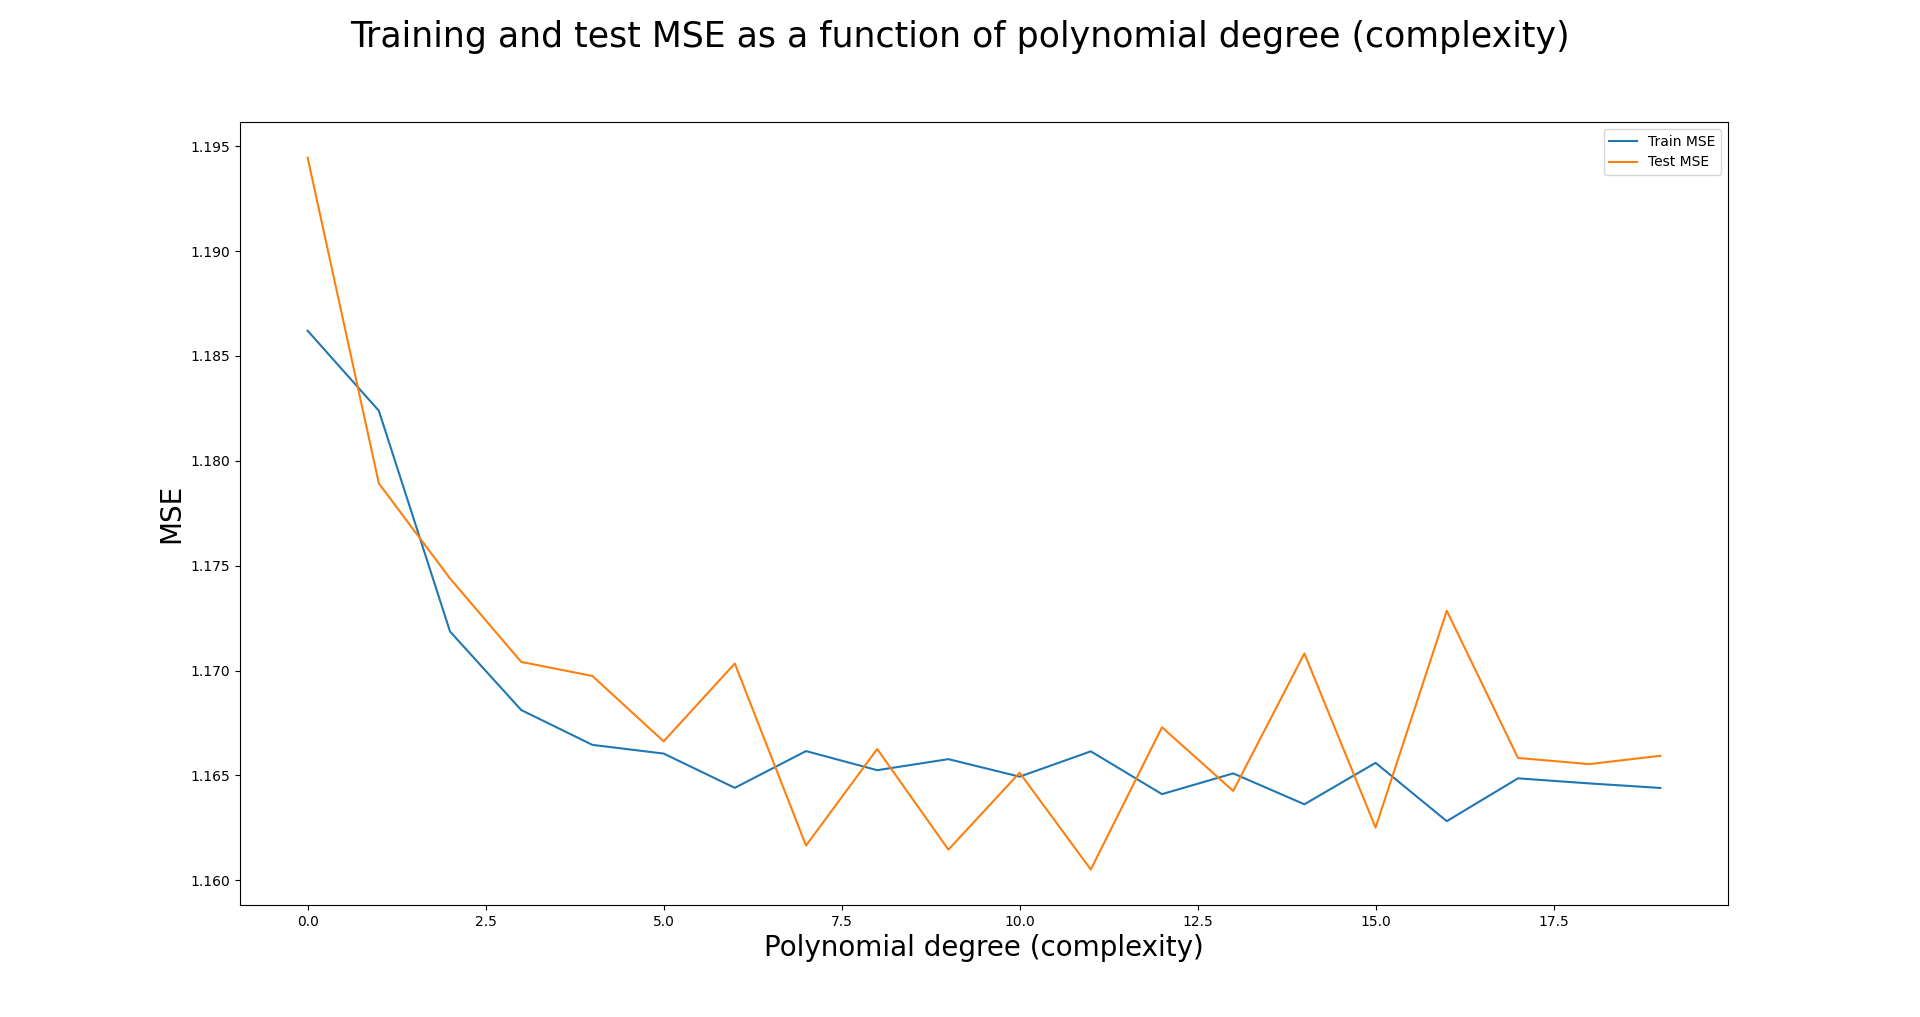 Training and test MSE as a function of polynomial degree (complexity)
Train MSE
Test MSE
MSE
1.195
1.190
1.185
1.180
1.175
1.170
1.165
1.160
0.0 2.5 5.0 7.5 10.0 12.5 15.0 17.5
Polynomial degree (complexity)